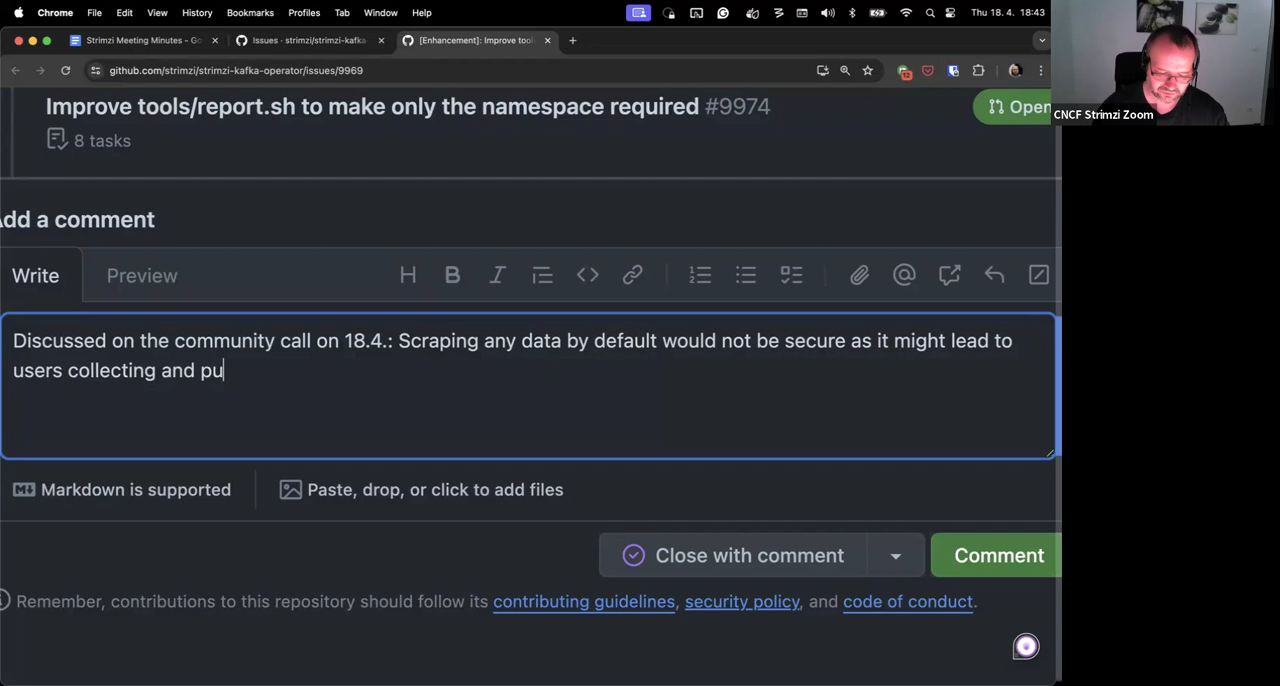 Chrome File Edit View History Bookmarks Profiles Tab Window Help Thu 18. 4. 18:43
Strimzi Meeting Minutes – Go Issues · strimzi/strimzi-kafka- [Enhancement]: Improve tool
github.com/strimzi/strimzi-kafka-operator/issues/9969
12
CNCF Strimzi Zoom
Improve tools/report.sh to make only the namespace required #9974
Open
8 tasks
Add a comment
Write Preview H B I
Discussed on the community call on 18.4.: Scraping any data by default would not be secure as it might lead to
users collecting and pu
Markdown is supported Paste, drop, or click to add files
Close with comment Comment
Remember, contributions to this repository should follow its contributing guidelines, security policy, and code of conduct.